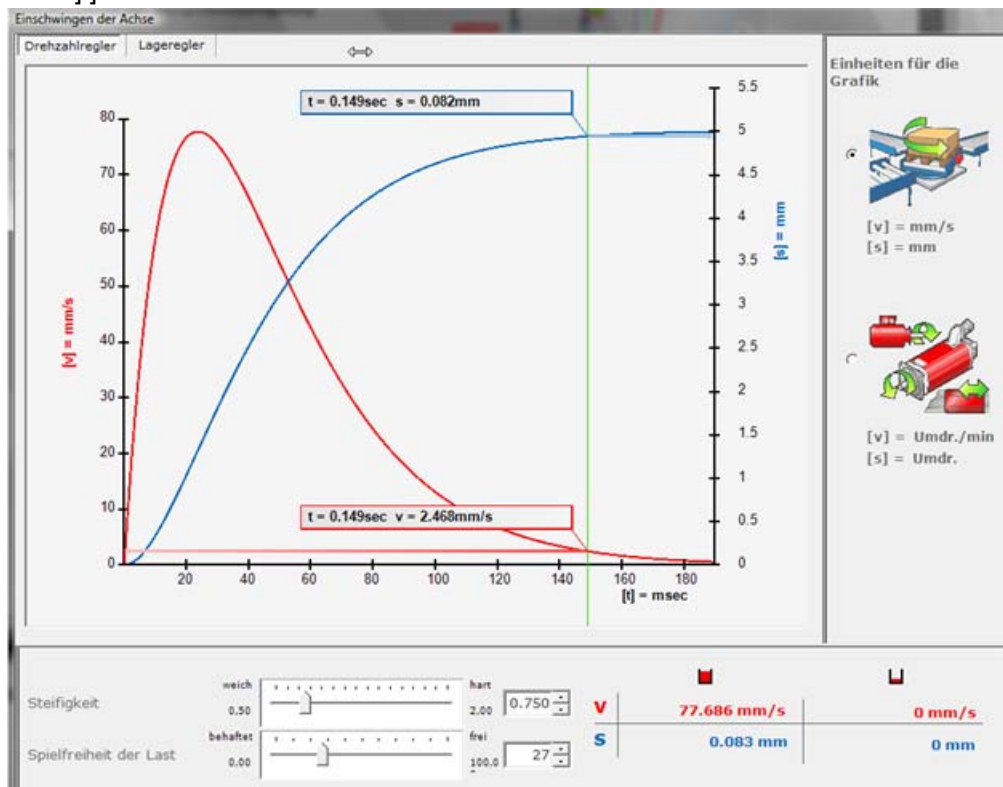 Einschwingen der Achse
Drehzahlregler Lageregler
Einheiten für die
Grafik
t = 0.149sec s = 0.082mm
80
70
60
50
40
30
20
10
0
[v] = mm/s
5.5
5
4.5
4
3.5
3
2.5
2
1.5
1
0.5
0
[s] = mm
t = 0.149sec v = 2.468mm/s
20 40 60 80 100 120 140 160 180
[t] = msec
[v] = mm/s
[s] = mm
[v] = Umdr./min
[s] = Umdr.
Steifigkeit
weich
0.50
hart
2.00
0.750
Spielfreiheit der Last
behaftet
0.00
frei
100.0
27
V 77.686 mm/s 0 mm/s
S 0.083 mm 0 mm